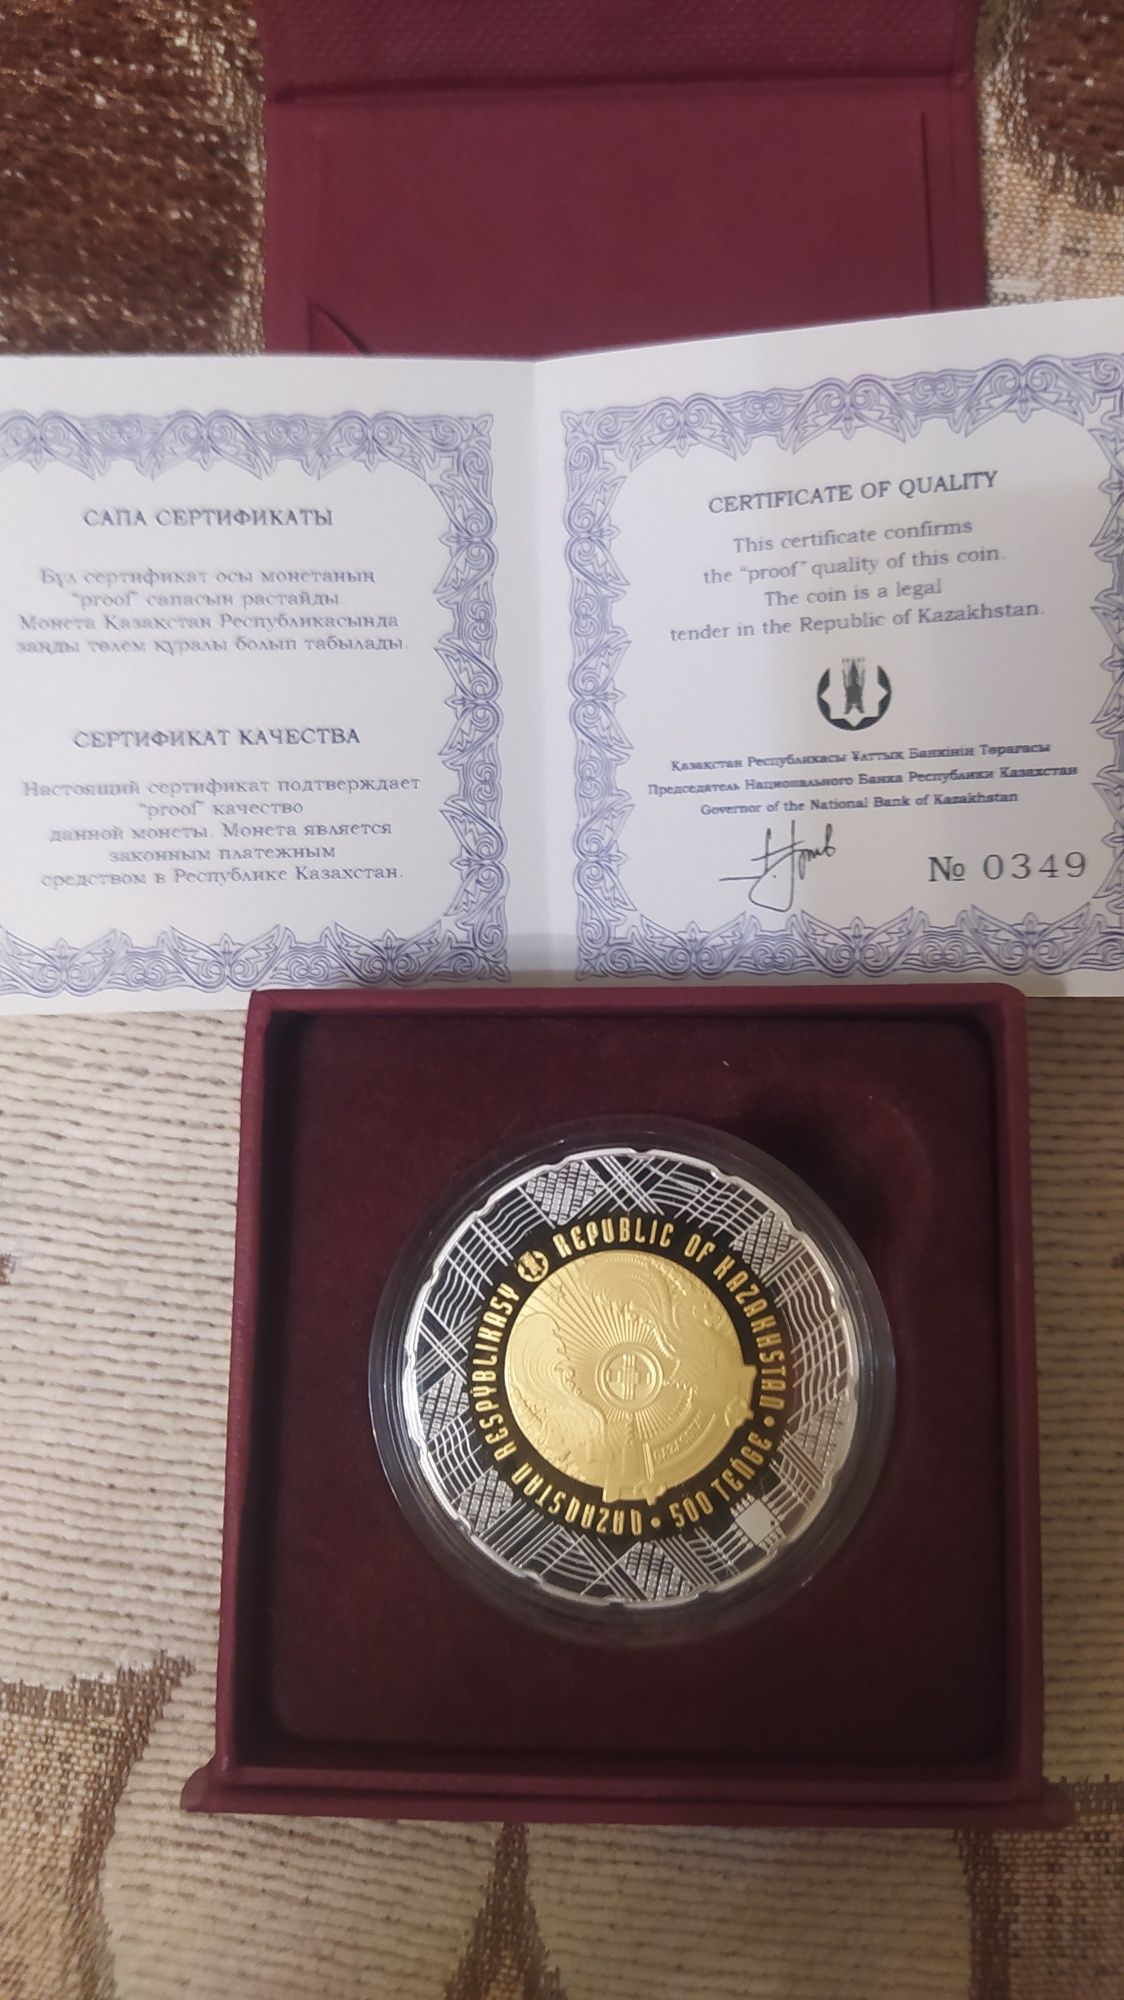 САПА СЕРТИФИКАТЫ
Бұл сертификат осы монетаның
"proof" сапасын растайды.
Монета Қазақстан Республикасында
заңды төлем құралы болып табылады.
СЕРТИФИКАТ КАЧЕСТВА
Настоящий сертификат подтверждает
"proof" качество
данной монеты. Монета является
законным платежным
средством в Республике Казахстан.
CERTIFICATE OF QUALITY
This certificate confirms
the "proof" quality of this coin.
The coin is a legal
tender in the Republic of Kazakhstan.
Қазақстан Республикасы Ұлттық Банкінің Төрағасы
Председатель Национального Банка Республики Казахстан
Governor of the National Bank of Kazakhstan
№ 0349
REPUBLIC OF KAZAKHSTAN • 500 TEŃGE • QAZAQSTAN RESPÝBLIKASY
QAZAQSTAN